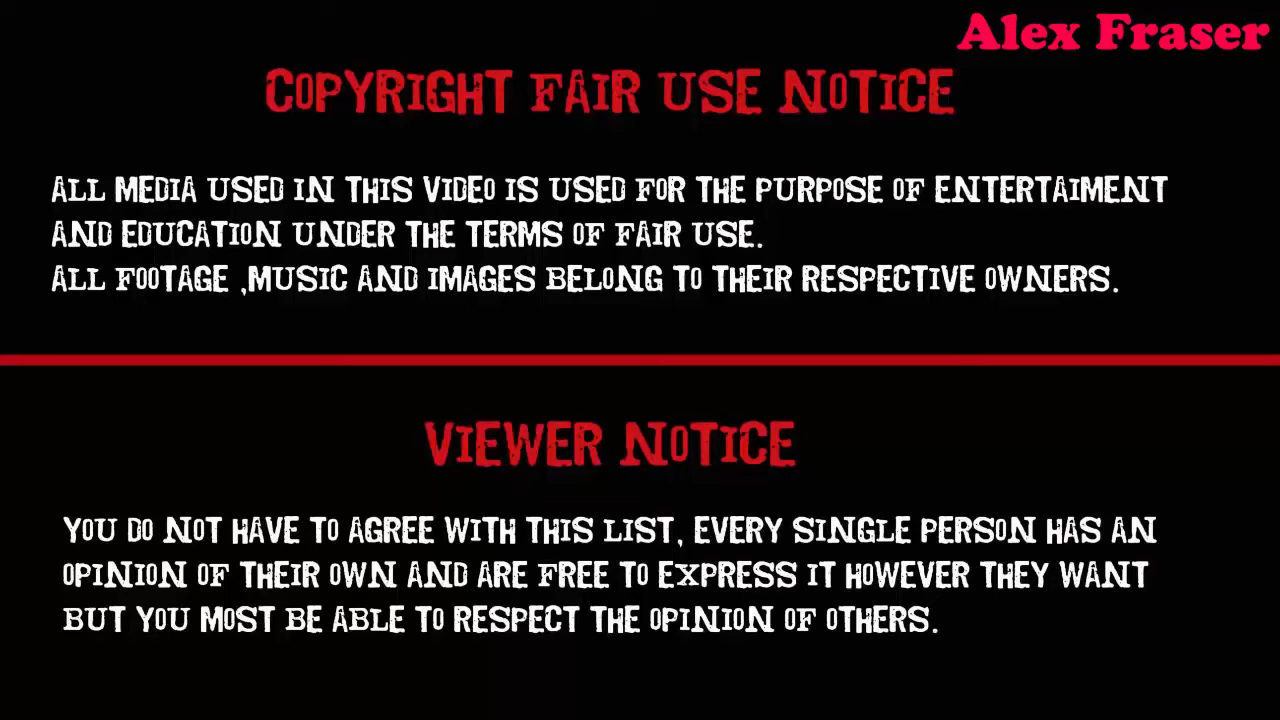 Alex Fraser
COPYRIGHT FAIR USE NOTICE
ALL MEDIA USED IN THIS VIDEO IS USED FOR THE PURPOSE OF ENTERTAIMENT
AND EDUCATION UNDER THE TERMS OF FAIR USE.
ALL FOOTAGE ,MUSIC AND IMAGES BELONG TO THEIR RESPECTIVE OWNERS.
VIEWER NOTICE
YOU DO NOT HAVE TO AGREE WITH THIS LIST, EVERY SINGLE PERSON HAS AN
OPINION OF THEIR OWN AND ARE FREE TO EXPRESS IT HOWEVER THEY WANT
BUT YOU MOST BE ABLE TO RESPECT THE OPINION OF OTHERS.